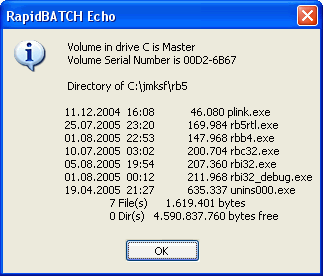 RapidBATCH Echo
Volume in drive C is Master
Volume Serial Number is 00D2-6B67
Directory of C:\jmksf\rb5
11.12.2004 16:08 46.080 plink.exe
25.07.2005 23:20 169.984 rb5rtl.exe
01.08.2005 22:53 147.968 rbb4.exe
10.07.2005 03:02 200.704 rbc32.exe
05.08.2005 19:54 207.360 rbi32.exe
01.08.2005 00:12 211.968 rbi32_debug.exe
19.04.2005 21:27 635.337 unins000.exe
7 File(s) 1.619.401 bytes
0 Dir(s) 4.590.837.760 bytes free
OK